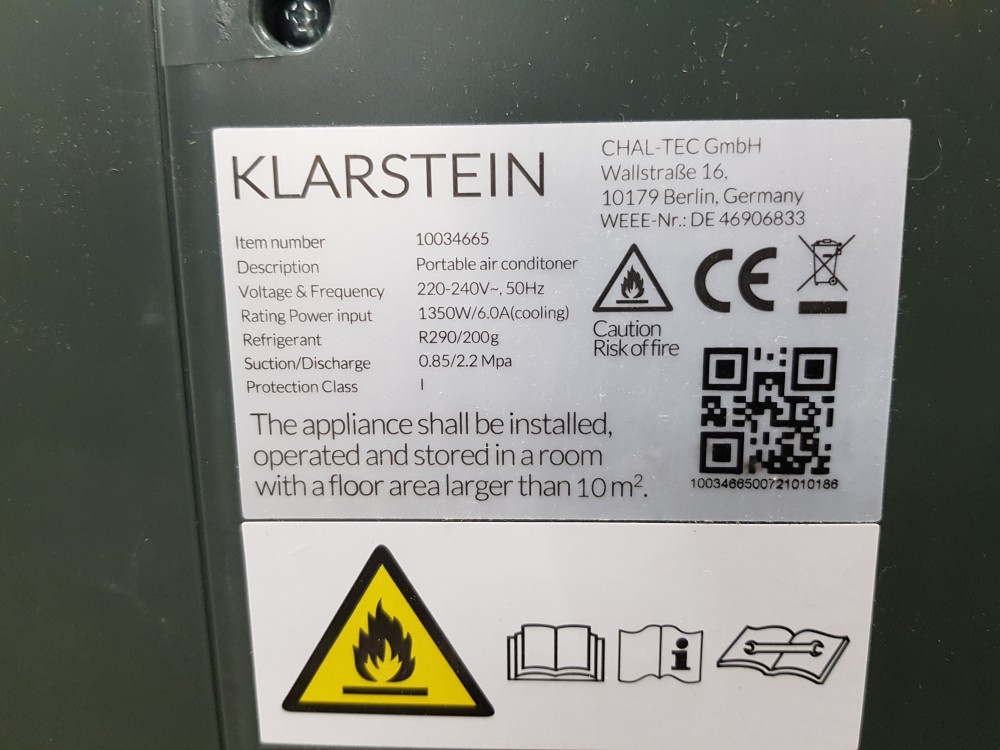 KLARSTEIN
CHAL-TEC GmbH
Wallstraße 16,
10179 Berlin, Germany
WEEE-Nr.: DE 46906833
Item number 10034665
Description Portable air conditoner
Voltage & Frequency 220-240V~, 50Hz
Rating Power input 1350W/6.0A(cooling)
Refrigerant R290/200g
Suction/Discharge 0.85/2.2 Mpa
Protection Class I
CE
Caution
Risk of fire
The appliance shall be installed,
operated and stored in a room
with a floor area larger than 10 m².
1003466500721010186
i